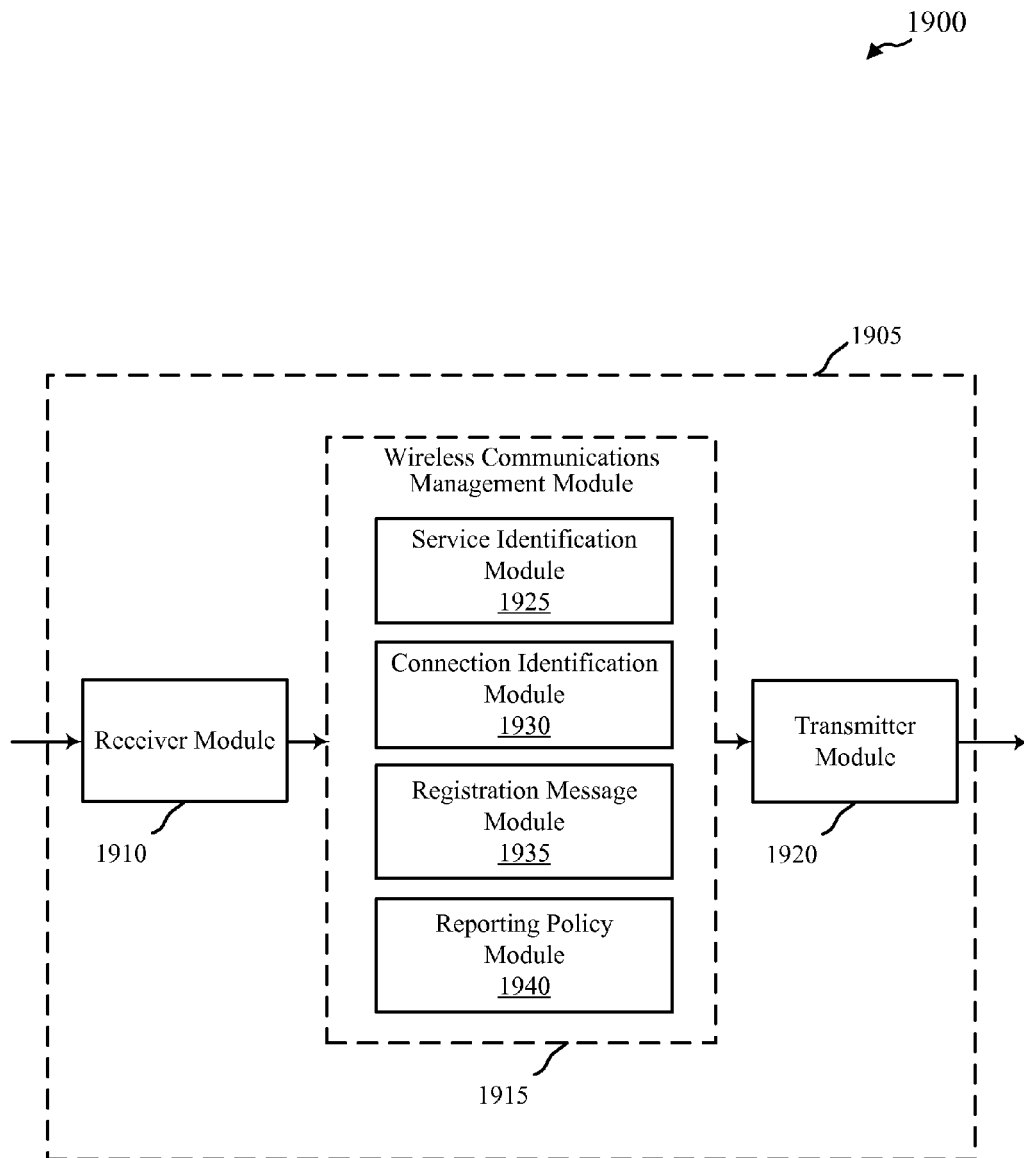 1900
1905
Wireless Communications
Management Module
Service Identification
Module
1925
Connection Identification
Module
1930
Receiver Module
Transmitter
Module
Registration Message
Module
1935
1910
1920
Reporting Policy
Module
1940
1915